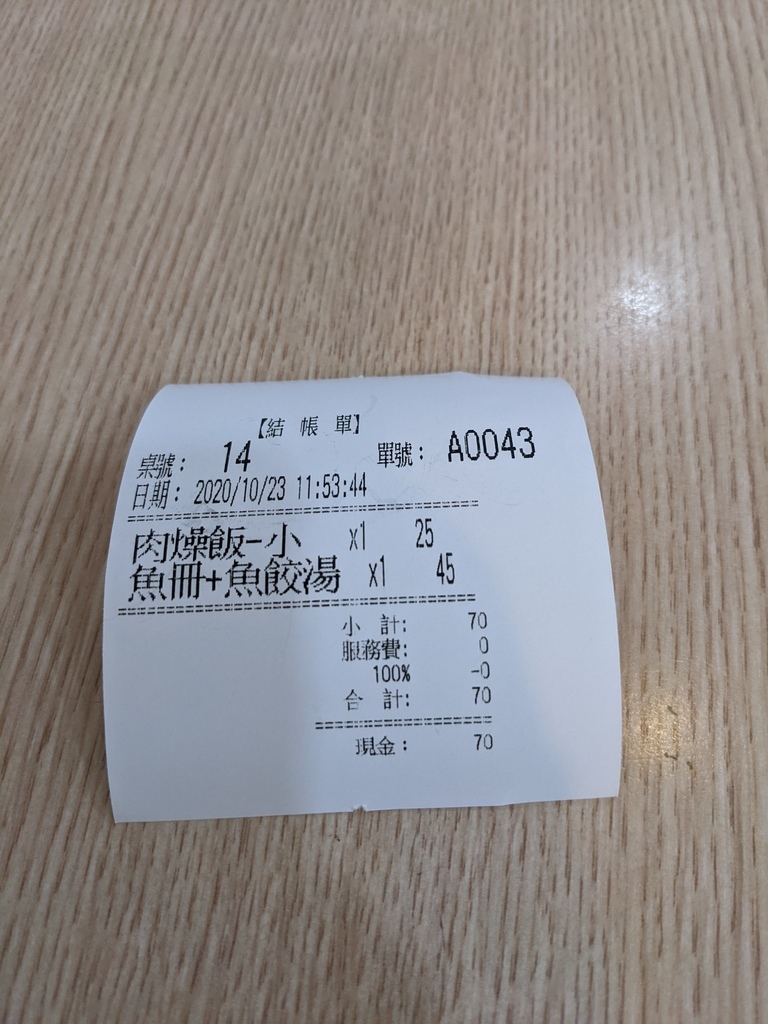 【結 帳 單】
桌號： 14 單號： A0043
日期： 2020/10/23 11:53:44
肉燥飯-小 x1 25
魚冊+魚餃湯 x1 45
小 計: 70
服務費: 0
100% -0
合 計: 70
現金： 70